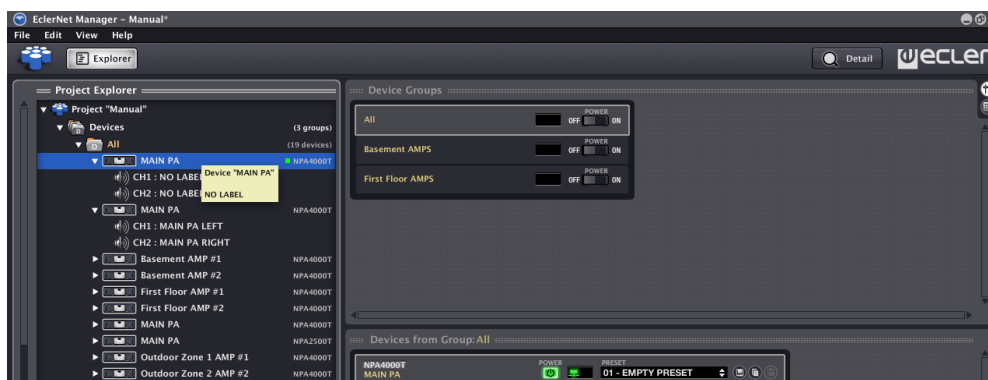 EclerNet Manager - Manual*
File Edit View Help
Explorer
Detail
ecler
Project Explorer
Project "Manual"
Devices (3 groups)
All (19 devices)
MAIN PA NPA4000T
CH1 : NO LABE
CH2 : NO LABE
Device "MAIN PA"
NO LABEL
MAIN PA NPA4000T
CH1 : MAIN PA LEFT
CH2 : MAIN PA RIGHT
Basement AMP #1 NPA4000T
Basement AMP #2 NPA4000T
First Floor AMP #1 NPA4000T
First Floor AMP #2 NPA4000T
MAIN PA NPA4000T
MAIN PA NPA2500T
Outdoor Zone 1 AMP #1 NPA4000T
Outdoor Zone 2 AMP #2 NPA4000T
Device Groups
All OFF POWER ON
Basement AMPS OFF POWER ON
First Floor AMPS OFF POWER ON
Devices from Group: All
NPA4000T POWER PRESET
MAIN PA 01 - EMPTY PRESET